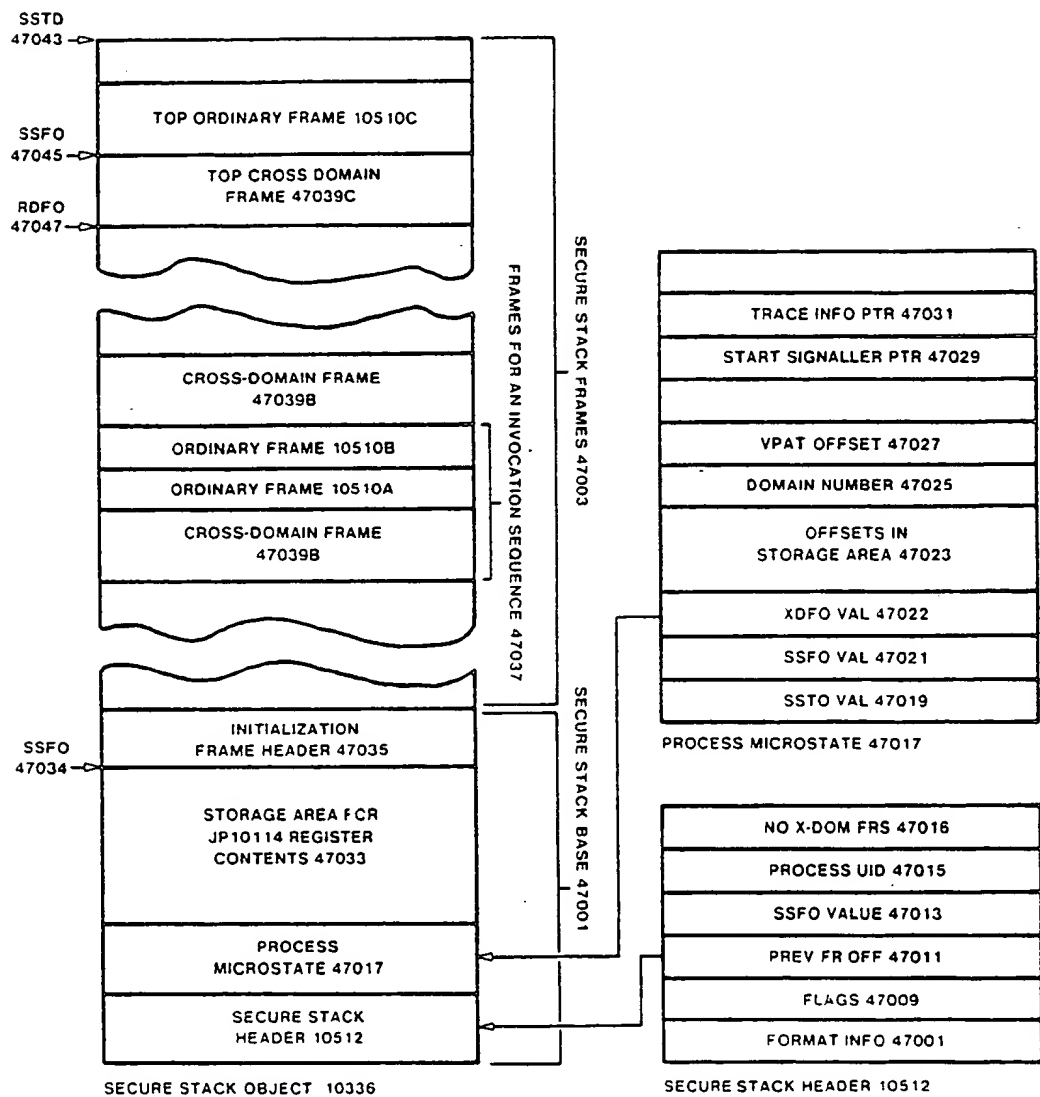 SSTD
47043
TOP ORDINARY FRAME 10510C
SSFO
47045
TOP CROSS DOMAIN
FRAME 47039C
RDFO
47047
CROSS-DOMAIN FRAME
47039B
ORDINARY FRAME 10510B
ORDINARY FRAME 10510A
CROSS-DOMAIN FRAME
47039B
FRAMES FOR AN INVOCATION SEQUENCE 47037
SECURE STACK FRAMES 47003
INITIALIZATION
FRAME HEADER 47035
SSFO
47034
STORAGE AREA FCR
JP10114 REGISTER
CONTENTS 47033
PROCESS
MICROSTATE 47017
SECURE STACK
HEADER 10512
SECURE STACK BASE 47001
SECURE STACK OBJECT 10336
TRACE INFO PTR 47031
START SIGNALLER PTR 47029
VPAT OFFSET 47027
DOMAIN NUMBER 47025
OFFSETS IN
STORAGE AREA 47023
XDFO VAL 47022
SSFO VAL 47021
SSTO VAL 47019
PROCESS MICROSTATE 47017
NO X-DOM FRS 47016
PROCESS UID 47015
SSFO VALUE 47013
PREV FR OFF 47011
FLAGS 47009
FORMAT INFO 47001
SECURE STACK HEADER 10512